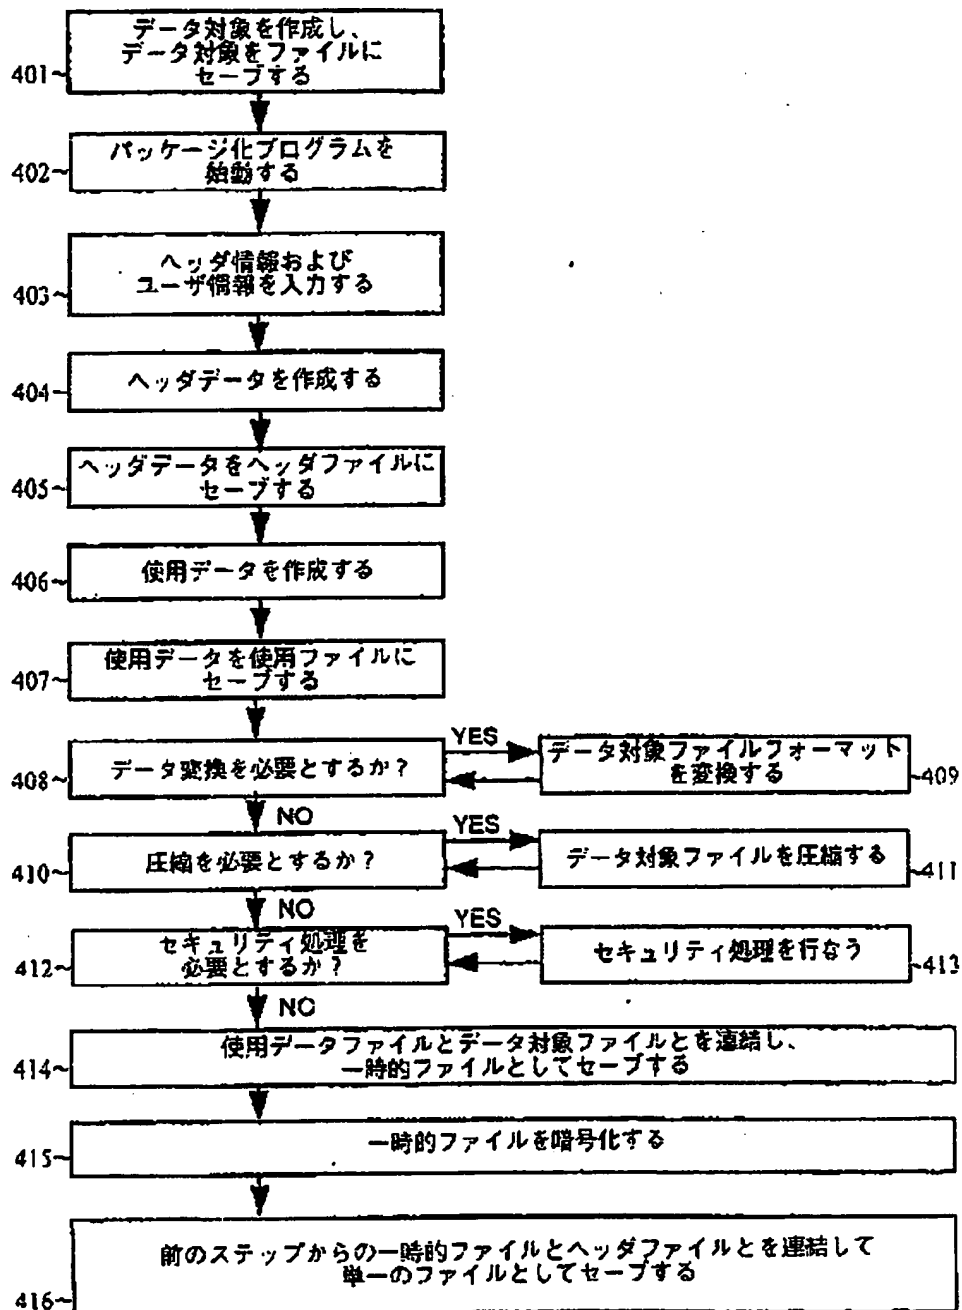 データ対象を作成し、
データ対象をファイルに
セーブする
401~
パッケージ化プログラムを
始動する
402~
ヘッダ情報および
ユーザ情報を入力する
403~
ヘッダデータを作成する
404~
ヘッダデータをヘッダファイルに
セーブする
405~
使用データを作成する
406~
使用データを使用ファイルに
セーブする
407~
データ変換を必要とするか?
408~
YES
データ対象ファイルフォーマット
を変換する
~409
NO
圧縮を必要とするか?
410~
YES
データ対象ファイルを圧縮する
~411
NO
セキュリティ処理を
必要とするか?
412~
YES
セキュリティ処理を行なう
~413
NO
使用データファイルとデータ対象ファイルとを連結し、
一時的ファイルとしてセーブする
414~
一時的ファイルを暗号化する
415~
前のステップからの一時的ファイルとヘッダファイルとを連結して
単一のファイルとしてセーブする
416~